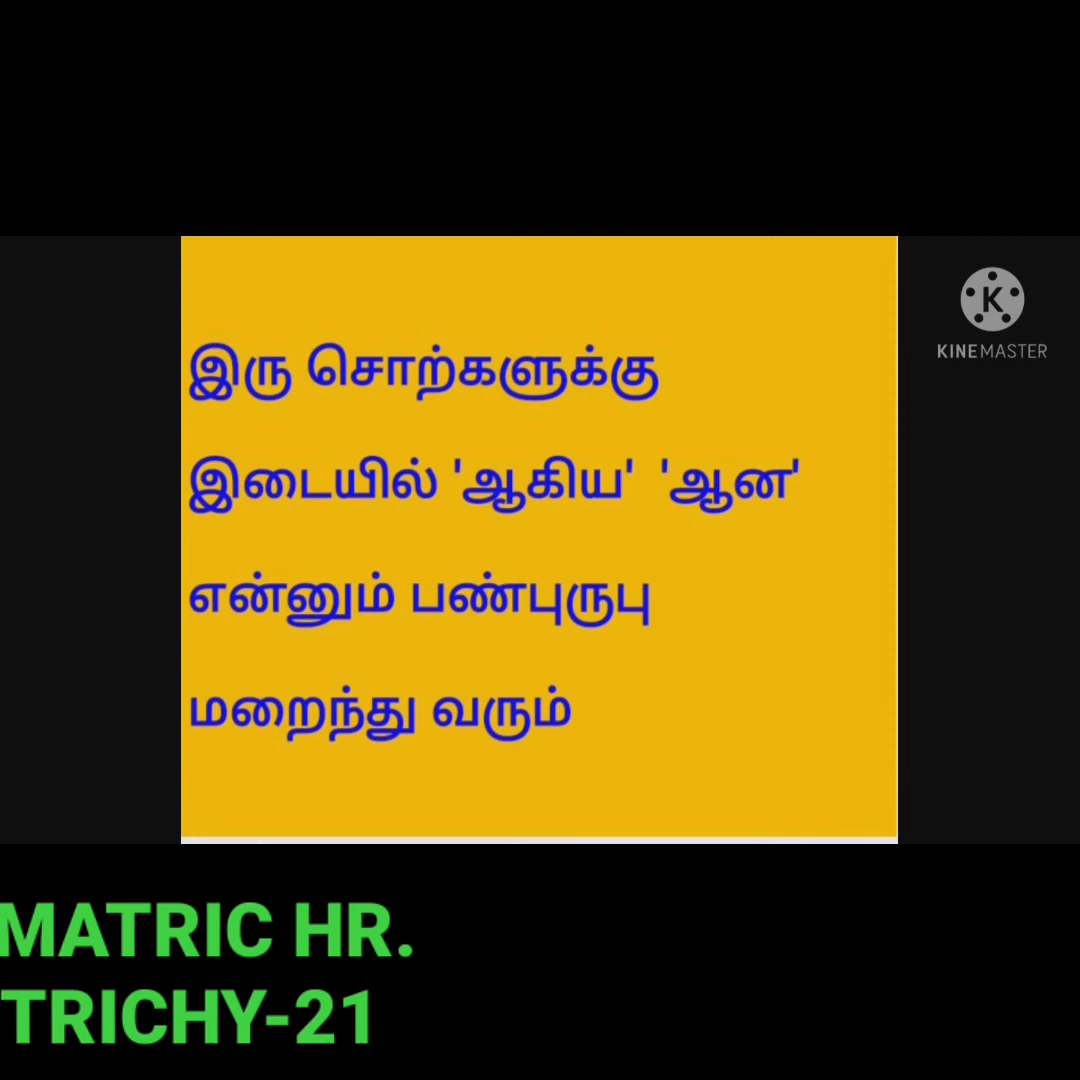 இரு சொற்களுக்கு
இடையில் 'ஆகிய' 'ஆன'
என்னும் பண்புருபு
மறைந்து வரும்
K
KINEMASTER
MATRIC HR.
TRICHY-21